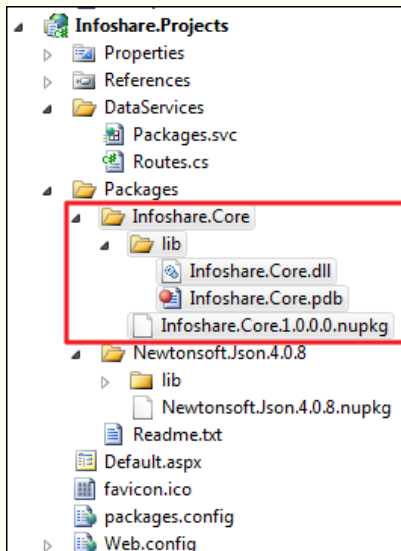 Infoshare.Projects
Properties
References
DataServices
Packages.svc
Routes.cs
Packages
Infoshare.Core
lib
Infoshare.Core.dll
Infoshare.Core.pdb
Infoshare.Core.1.0.0.0.nupkg
Newtonsoft.Json.4.0.8
lib
Newtonsoft.Json.4.0.8.nupkg
Readme.txt
Default.aspx
favicon.ico
packages.config
Web.config